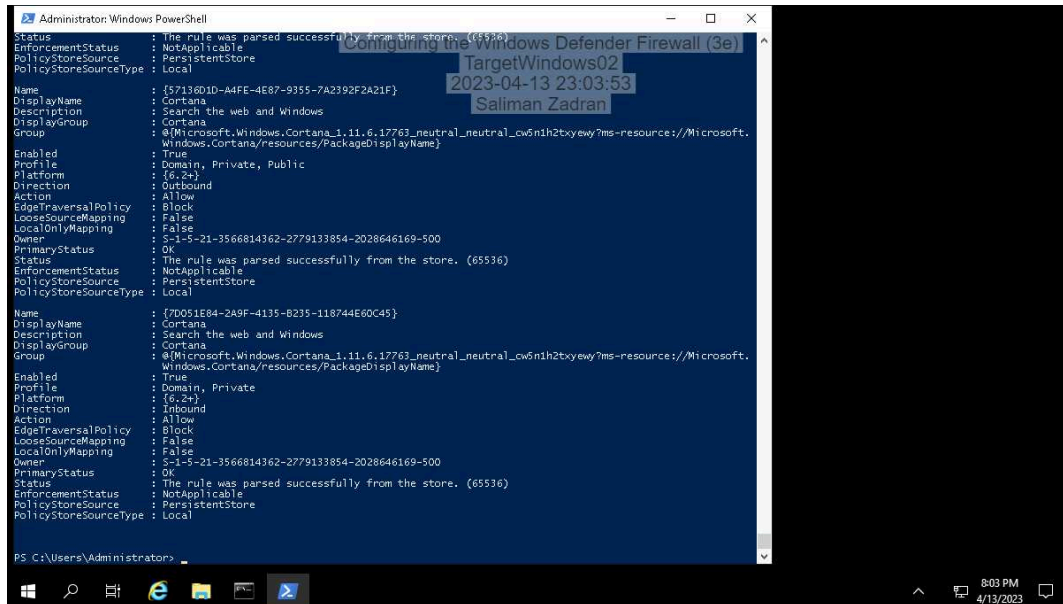 Administrator: Windows PowerShell
Status : The rule was parsed successfully from the store. (65536)
EnforcementStatus : NotApplicable
PolicyStoreSource : PersistentStore
PolicyStoreSourceType : Local
Configuring the Windows Defender Firewall (3e)
TargetWindows02
2023-04-13 23:03:53
Saliman Zadran
Name : {57136D1D-A4FE-4E87-9355-7A2392F2A21F}
DisplayName : Cortana
Description : Search the web and Windows
DisplayGroup : Cortana
Group : @{Microsoft.Windows.Cortana_1.11.6.17763_neutral_neutral_cw5n1h2txyewy?ms-resource://Microsoft.
Windows.Cortana/resources/PackageDisplayName}
Enabled : True
Profile : Domain, Private, Public
Platform : {6.2+}
Direction : Outbound
Action : Allow
EdgeTraversalPolicy : Block
LooseSourceMapping : False
LocalOnlyMapping : False
Owner : S-1-5-21-3566814362-2779133854-2028646169-500
PrimaryStatus : OK
Status : The rule was parsed successfully from the store. (65536)
EnforcementStatus : NotApplicable
PolicyStoreSource : PersistentStore
PolicyStoreSourceType : Local
Name : {7D051E84-2A9F-4135-B235-118744E60C45}
DisplayName : Cortana
Description : Search the web and Windows
DisplayGroup : Cortana
Group : @{Microsoft.Windows.Cortana_1.11.6.17763_neutral_neutral_cw5n1h2txyewy?ms-resource://Microsoft.
Windows.Cortana/resources/PackageDisplayName}
Enabled : True
Profile : Domain, Private
Platform : {6.2+}
Direction : Inbound
Action : Allow
EdgeTraversalPolicy : Block
LooseSourceMapping : False
LocalOnlyMapping : False
Owner : S-1-5-21-3566814362-2779133854-2028646169-500
PrimaryStatus : OK
Status : The rule was parsed successfully from the store. (65536)
EnforcementStatus : NotApplicable
PolicyStoreSource : PersistentStore
PolicyStoreSourceType : Local
PS C:\Users\Administrator> _
8:03 PM
4/13/2023